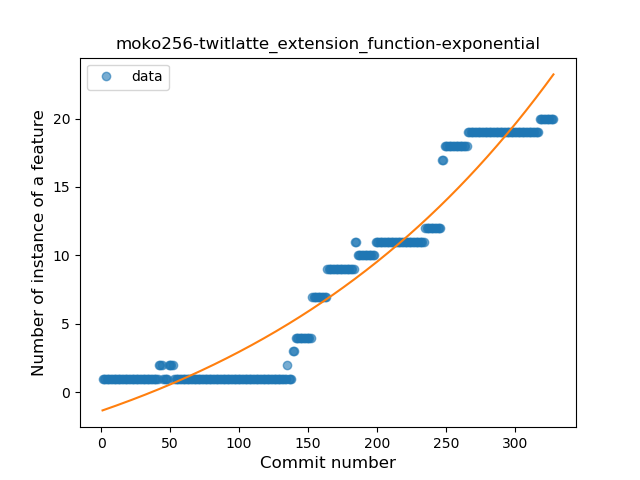 moko256-twitlatte_extension_function-exponential
data
Number of instance of a feature
20
15
10
5
0
0 50 100 150 200 250 300
Commit number